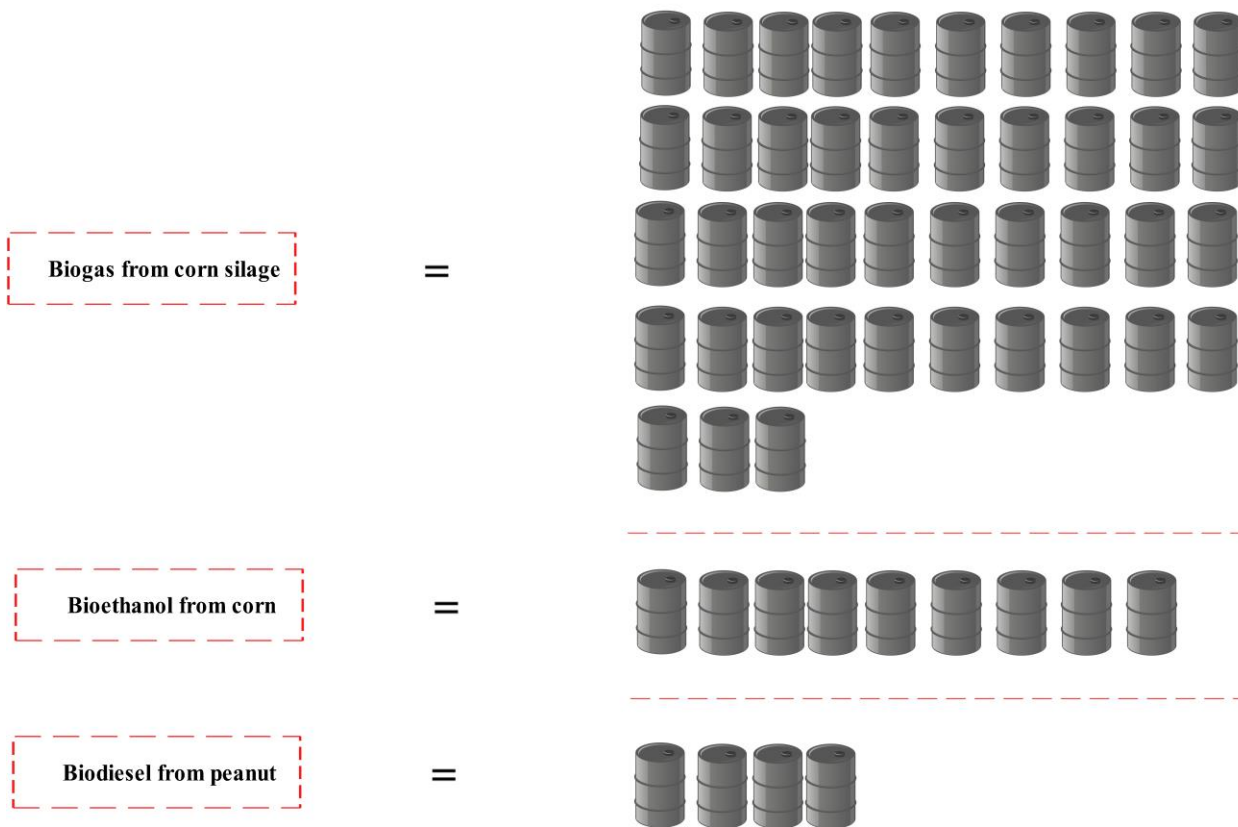 Biogas from corn silage
=
Bioethanol from corn
=
Biodiesel from peanut
=